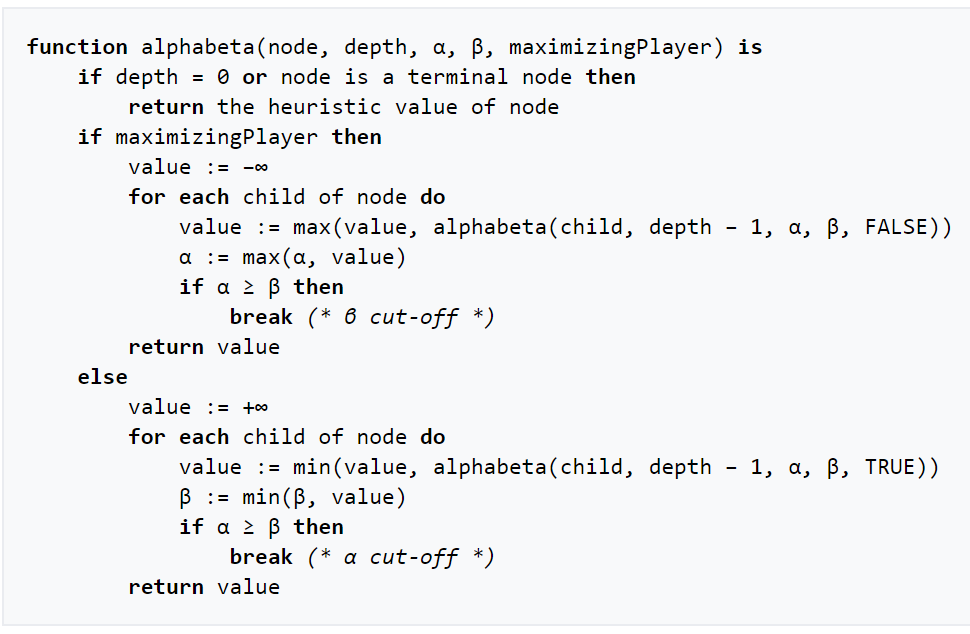 function alphabeta(node, depth, α, β, maximizingPlayer) is
    if depth = 0 or node is a terminal node then
        return the heuristic value of node
    if maximizingPlayer then
        value := −∞
        for each child of node do
            value := max(value, alphabeta(child, depth − 1, α, β, FALSE))
            α := max(α, value)
            if α ≥ β then
                break (* β cut-off *)
        return value
    else
        value := +∞
        for each child of node do
            value := min(value, alphabeta(child, depth − 1, α, β, TRUE))
            β := min(β, value)
            if α ≥ β then
                break (* α cut-off *)
        return value